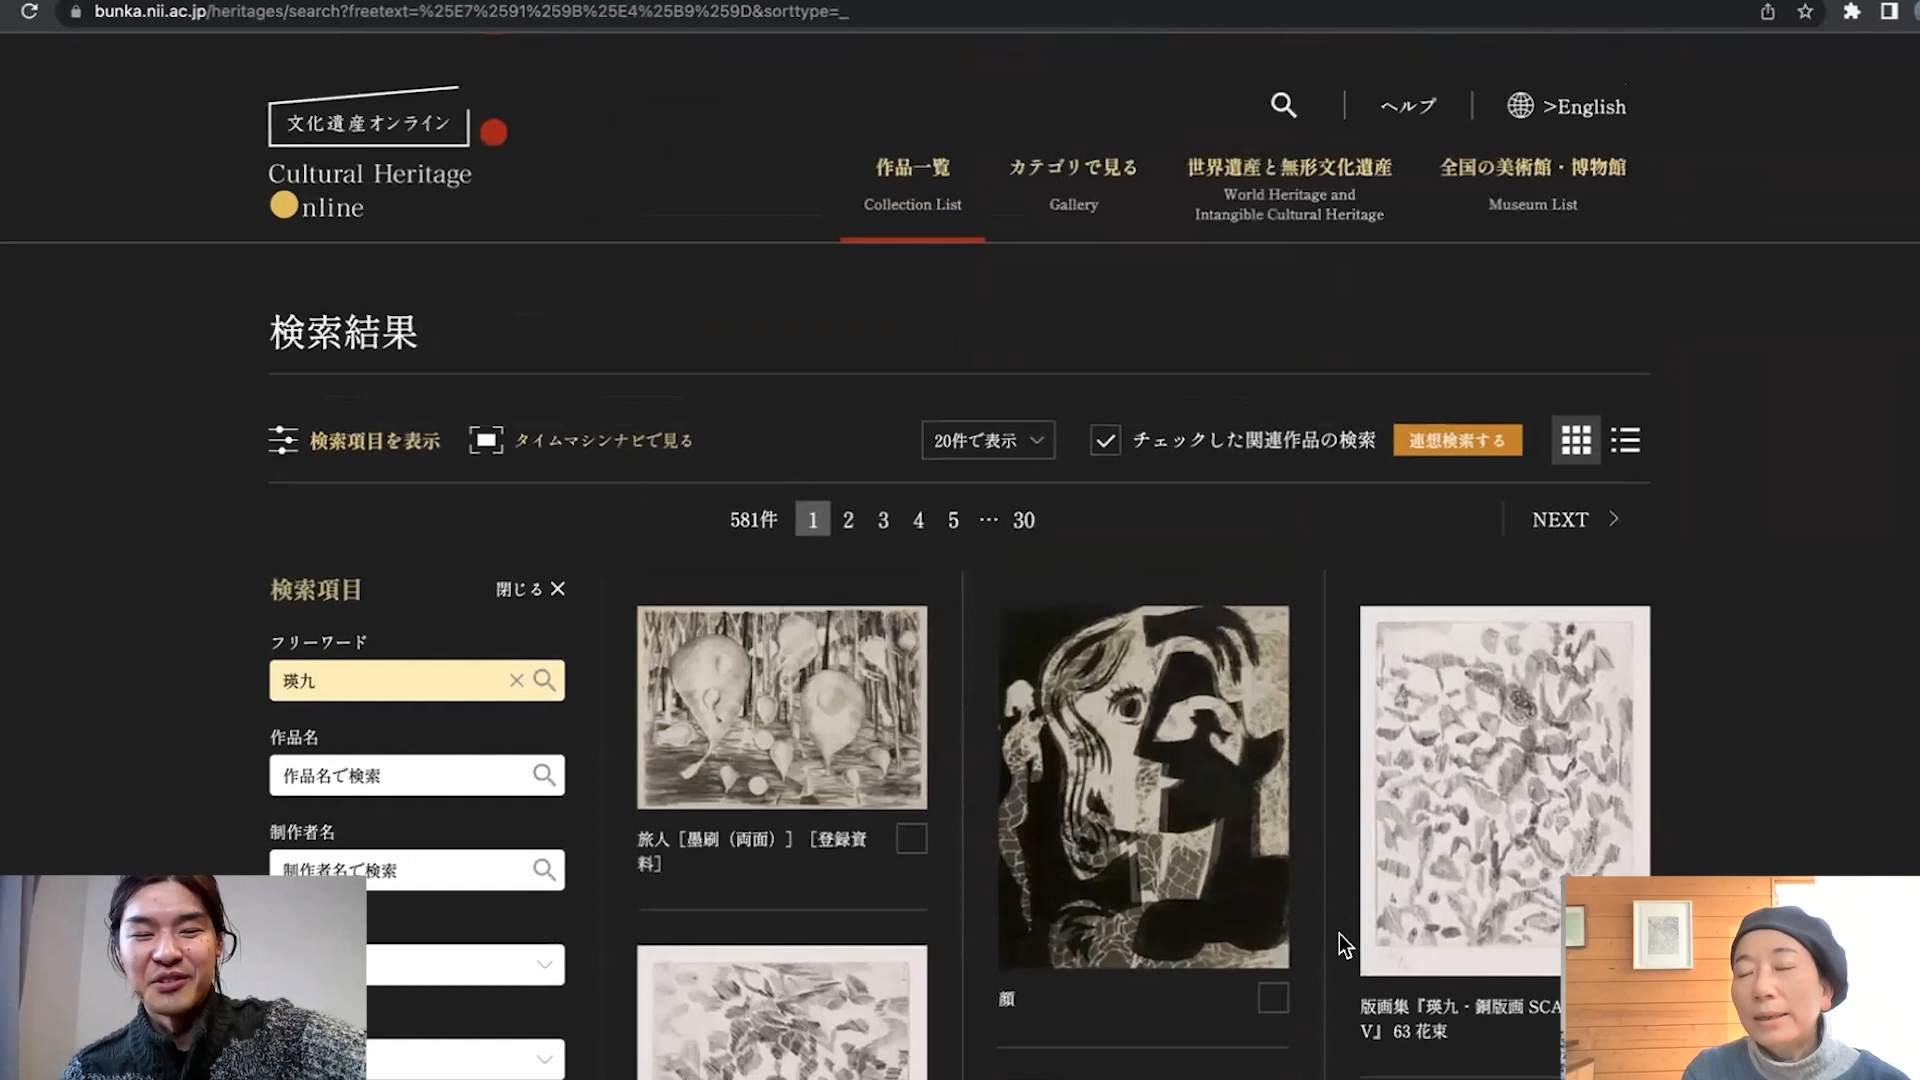 bunka.nii.ac.jp/heritages/search?freetext=%25E7%2591%259B%25E4%25B9%259D&sorttype=_
文化遺産オンライン
Cultural Heritage
Online
ヘルプ
>English
作品一覧
Collection List
カテゴリで見る
Gallery
世界遺産と無形文化遺産
World Heritage and
Intangible Cultural Heritage
全国の美術館・博物館
Museum List
検索結果
検索項目を表示
タイムマシンナビで見る
20件で表示
チェックした関連作品の検索
連想検索する
581件 1 2 3 4 5 … 30
NEXT
検索項目
閉じる
フリーワード
瑛九
作品名
作品名で検索
制作者名
制作者名で検索
旅人［墨刷（両面）］［登録資
料］
顔
版画集『瑛九・銅版画 SCA
V』 63 花束